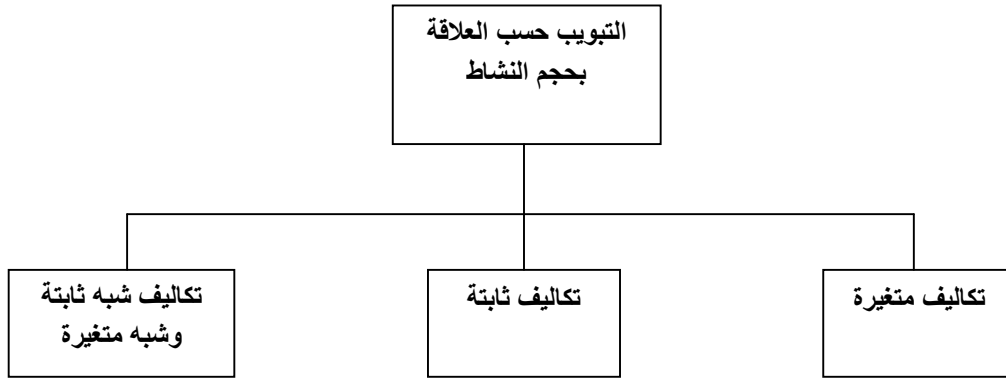 التبويب حسب العلاقة
بحجم النشاط
تكاليف متغيرة
تكاليف ثابتة
تكاليف شبه ثابتة
وشبه متغيرة